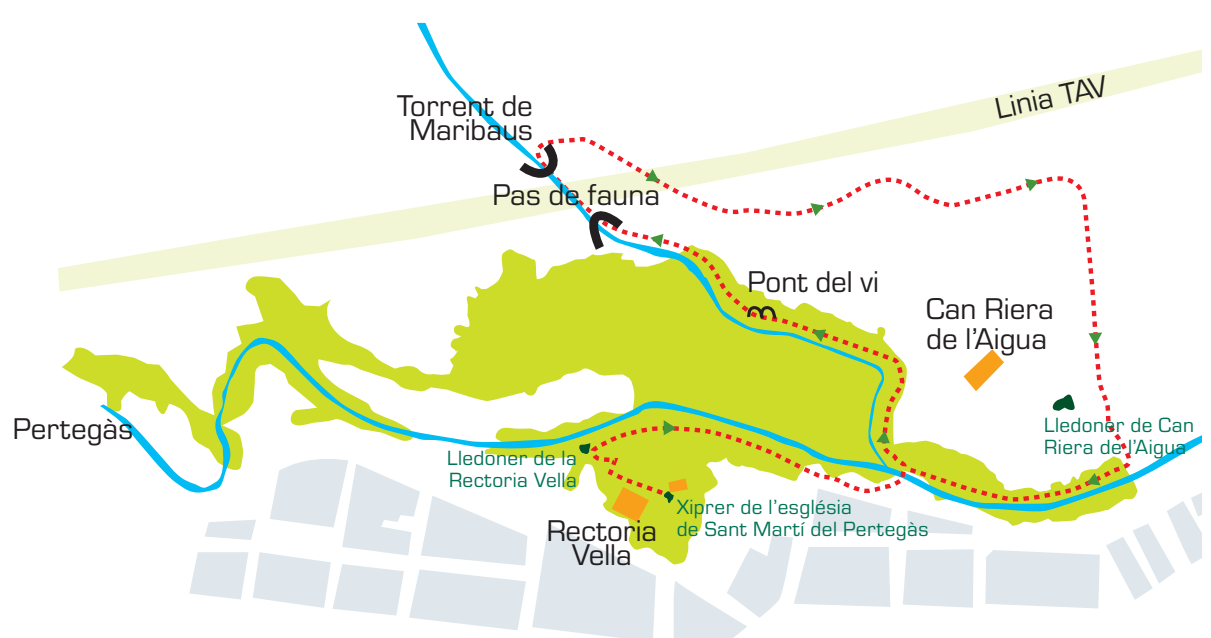 Linia TAV
Torrent de
Maribaus
Pas de fauna
Pont del vi
Can Riera
de l'Aigua
Lledoner de Can
Riera de l'Aigua
Pertegàs
Lledoner de la
Rectoria Vella
Xiprer de l'església
de Sant Martí del Pertegàs
Rectoria
Vella